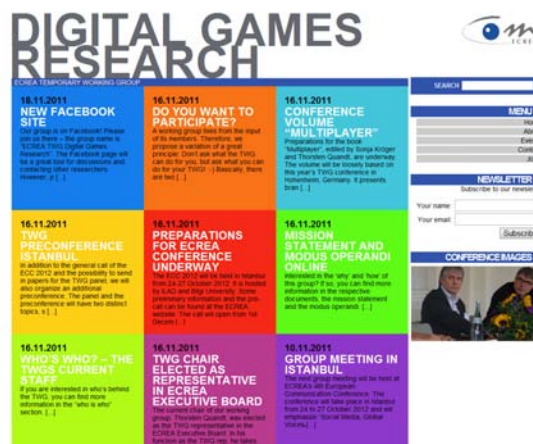 DIGITAL GAMES
RESEARCH
ECREA TEMPORARY WORKING GROUP
18.11.2011
NEW FACEBOOK
SITE
Our group is on Facebook! Please
join us there – the group name is
"ECREA TWG Digital Games
Research". The Facebook page will
be a great tool for discussions and
contacting other researchers.
However, p [...]
16.11.2011
DO YOU WANT TO
PARTICIPATE?
A working group lives from the input
of its members. Therefore, we
propose a variation of a great
principle: Don't ask what the TWG
can do for you, but ask what you can
do for your TWG! :-) Basically, there
are two [...]
16.11.2011
CONFERENCE
VOLUME
"MULTIPLAYER"
Preparations for the book
"Multiplayer", edited by Sonja Kröger
and Thorsten Quandt, are underway.
The volume will be loosely based on
this year's TWG conference in
Hohenheim, Germany. It presents
bran [...]
16.11.2011
TWG
PRECONFERENCE
ISTANBUL
In addition to the general call of the
ECC 2012 and the possibility to send
in papers for the TWG panel, we will
also organize an additional
preconference. The panel and the
preconference will have two distinct
topics, s [...]
16.11.2011
PREPARATIONS
FOR ECREA
CONFERENCE
UNDERWAY
The ECC 2012 will be held in Istanbul
from 24-27 October 2012. It is hosted
by ILAD and Bilgi University. Some
preliminary information and the pre-
call can be found at the ECREA
website. The call will open from 1st
Decem [...]
16.11.2011
MISSION
STATEMENT AND
MODUS OPERANDI
ONLINE
Interested in the 'why' and 'how' of
this group? If so, you can find more
information in the respective
documents, the mission statement
and the modus operandi. [...]
16.11.2011
WHO'S WHO? – THE
TWGS CURRENT
STAFF
If you are interested in who's behind
the TWG, you can find more
information in the "who is who"
section. [...]
16.11.2011
TWG CHAIR
ELECTED AS
REPRESENTATIVE
IN ECREA
EXECUTIVE BOARD
The current chair of our working
group, Thorsten Quandt, was elected
as the TWG representative in the
ECREA Executive Board. In his
function as the TWG rep, he takes
10.11.2011
GROUP MEETING IN
ISTANBUL
The next group meeting will be held at
ECREA's 4th European
Communication Conference. The
conference will take place in Istanbul
from 24 to 27 October 2012 and will
emphasize "Social Media, Global
Voices [...]
SEARCH
MENU
NEWSLETTER
Subscribe to our newsle
Your name:
Your email:
Subscrib
CONFERENCE IMAGES